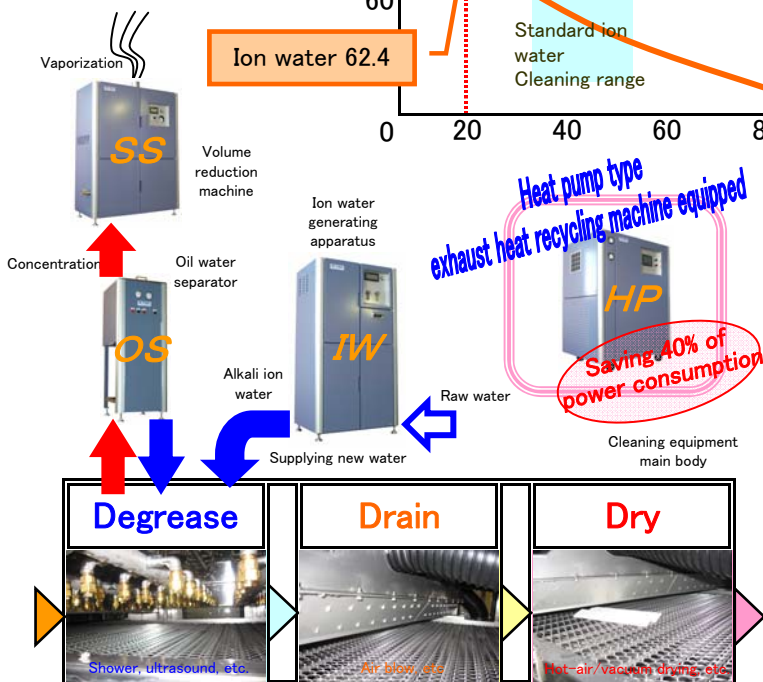 60
Ion water 62.4
Standard ion
water
Cleaning range
0
20
40
60
8
Vaporization
SS
Volume
reduction
machine
Ion water
generating
apparatus
Heat pump type
exhaust heat recycling machine equipped
HP
Saving 40% of
power consumption
Concentration
Oil water
separator
OS
IW
Alkali ion
water
Raw water
Supplying new water
Cleaning equipment
main body
Degrease
Drain
Dry
Shower, ultrasound, etc.
Air blow, etc.
Hot-air/vacuum drying, etc.